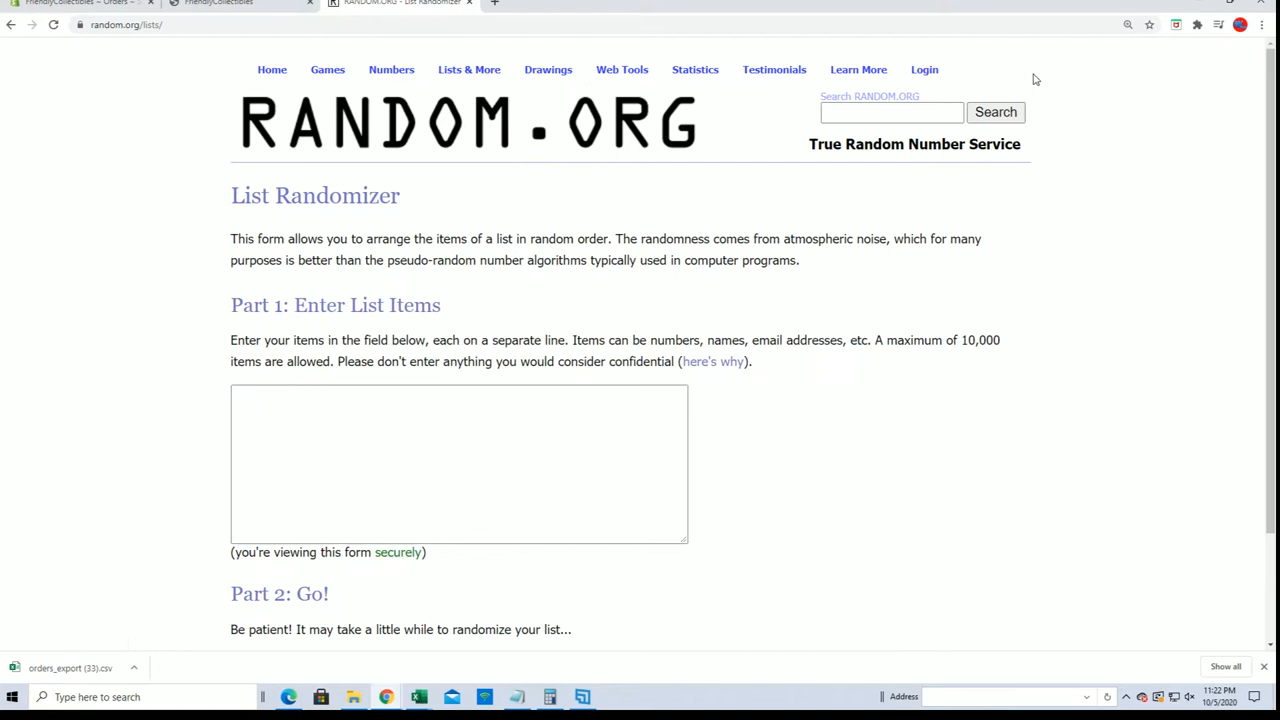 FriendlyCollectibles – Orders –
FriendlyCollectibles
RANDOM.ORG - List Randomizer
random.org/lists/
Home Games Numbers Lists & More Drawings Web Tools Statistics Testimonials Learn More Login
Search RANDOM.ORG
RANDOM.ORG
Search
True Random Number Service
List Randomizer
This form allows you to arrange the items of a list in random order. The randomness comes from atmospheric noise, which for many
purposes is better than the pseudo-random number algorithms typically used in computer programs.
Part 1: Enter List Items
Enter your items in the field below, each on a separate line. Items can be numbers, names, email addresses, etc. A maximum of 10,000
items are allowed. Please don't enter anything you would consider confidential (here's why).
(you're viewing this form securely)
Part 2: Go!
Be patient! It may take a little while to randomize your list...
orders_export (33).csv
Show all
Type here to search
Address
11:22 PM
10/5/2020